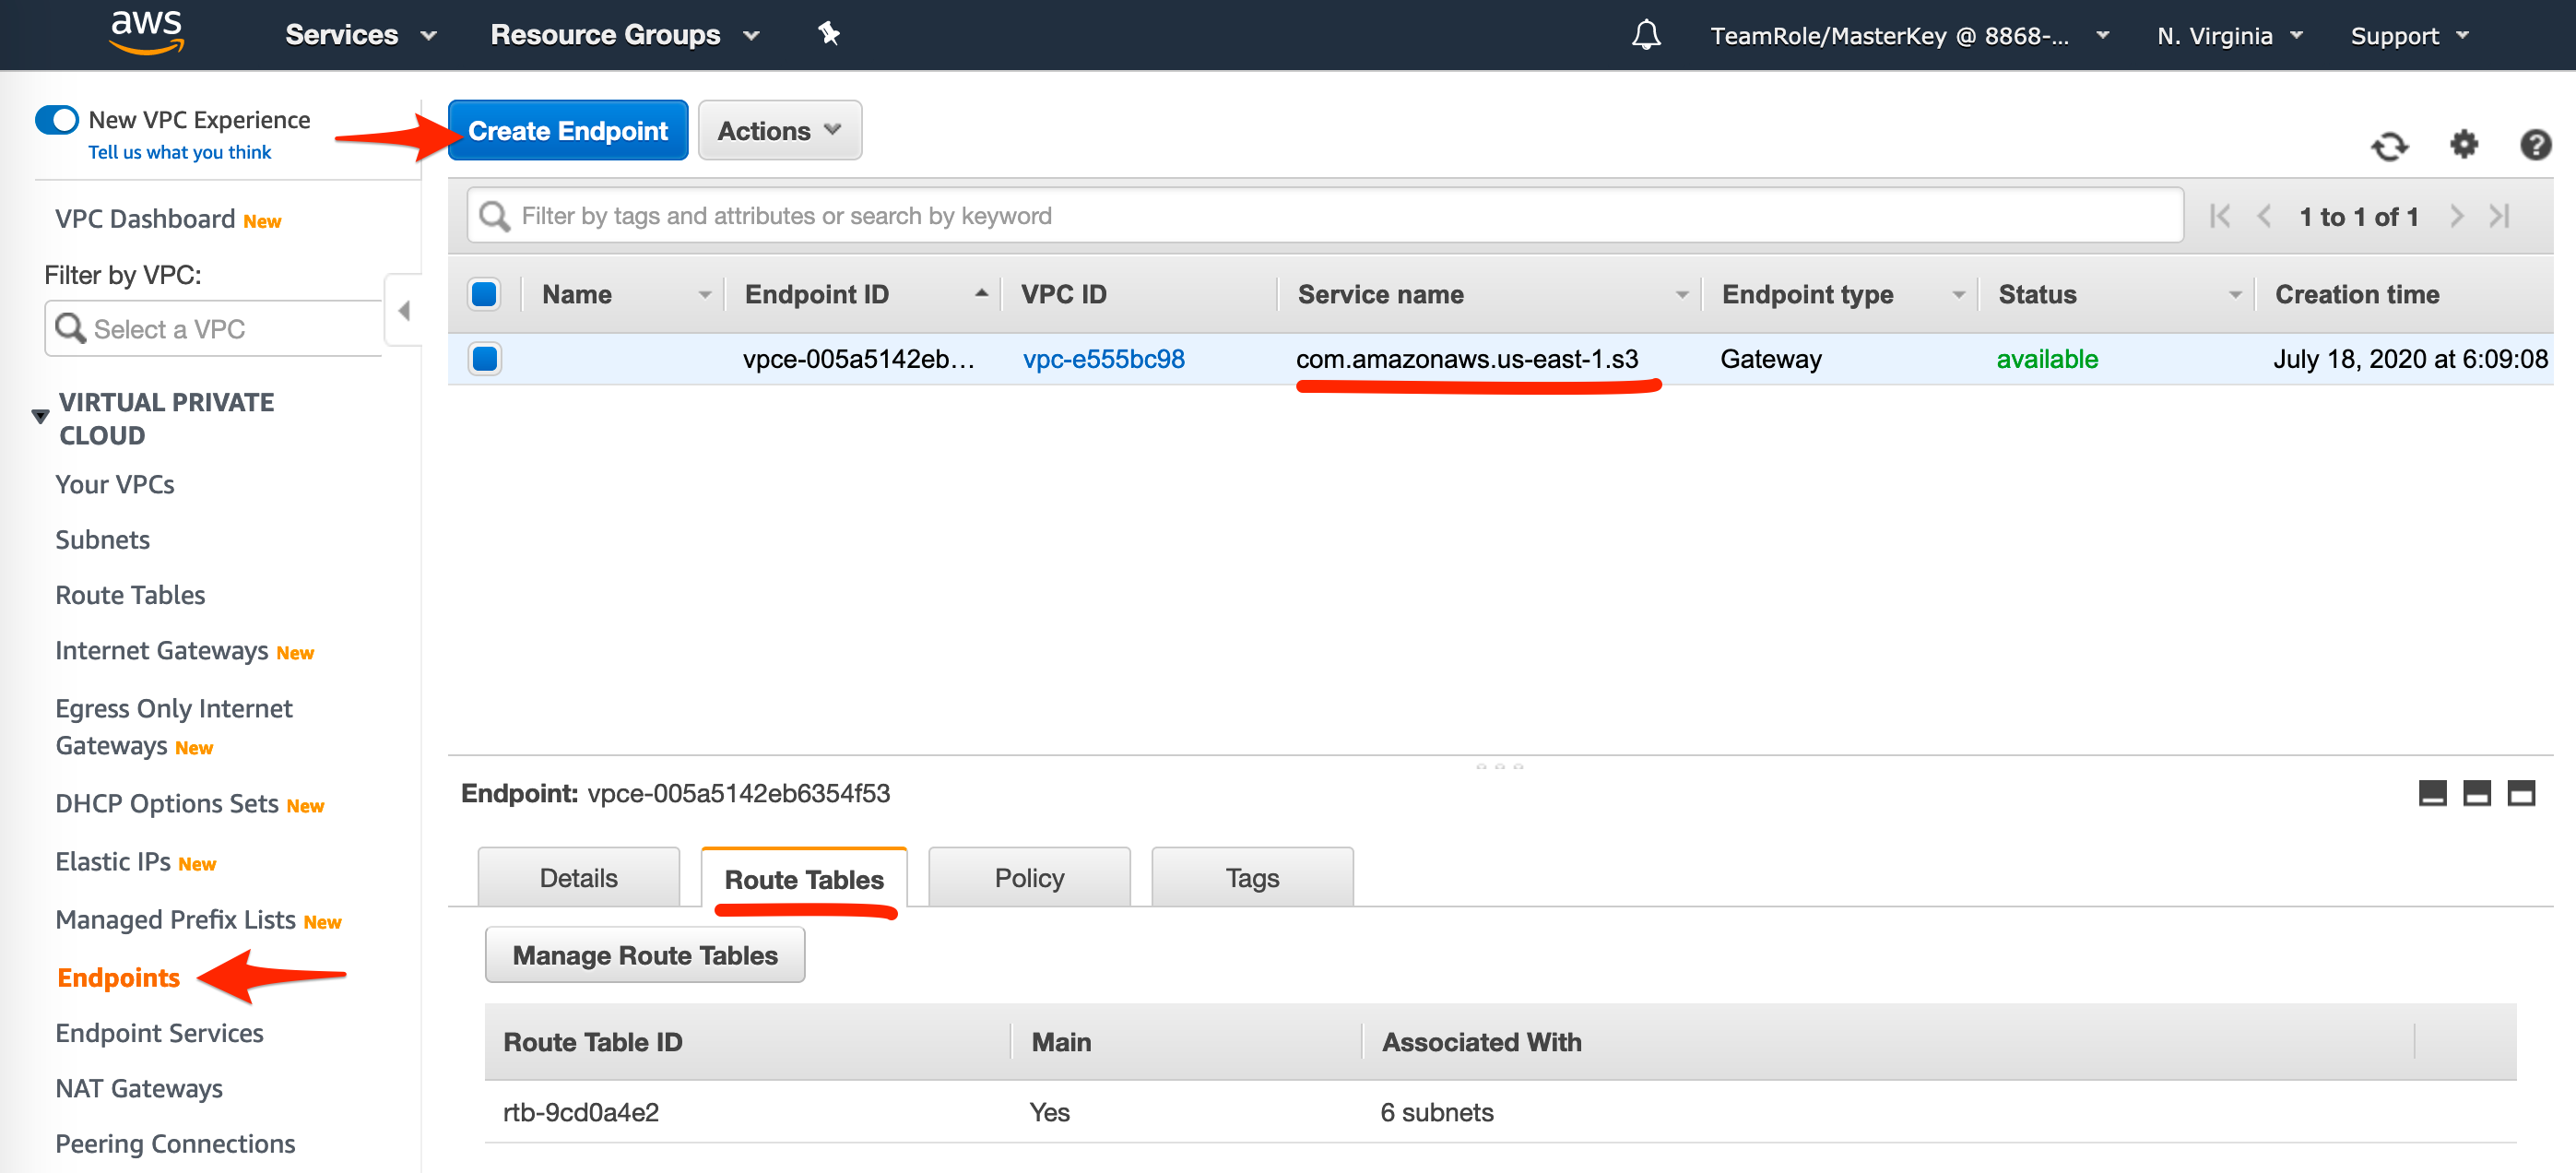 aws
Services
Resource Groups
TeamRole/MasterKey @ 8868-...
N. Virginia
Support
New VPC Experience
Tell us what you think
VPC Dashboard New
Filter by VPC:
Select a VPC
VIRTUAL PRIVATE
CLOUD
Your VPCs
Subnets
Route Tables
Internet Gateways New
Egress Only Internet
Gateways New
DHCP Options Sets New
Elastic IPs New
Managed Prefix Lists New
Endpoints
Endpoint Services
NAT Gateways
Peering Connections
Create Endpoint
Actions
Filter by tags and attributes or search by keyword
1 to 1 of 1
Name Endpoint ID VPC ID Service name Endpoint type Status Creation time
vpce-005a5142eb... vpc-e555bc98 com.amazonaws.us-east-1.s3 Gateway available July 18, 2020 at 6:09:08
Endpoint: vpce-005a5142eb6354f53
Details Route Tables Policy Tags
Manage Route Tables
Route Table ID Main Associated With
rtb-9cd0a4e2 Yes 6 subnets